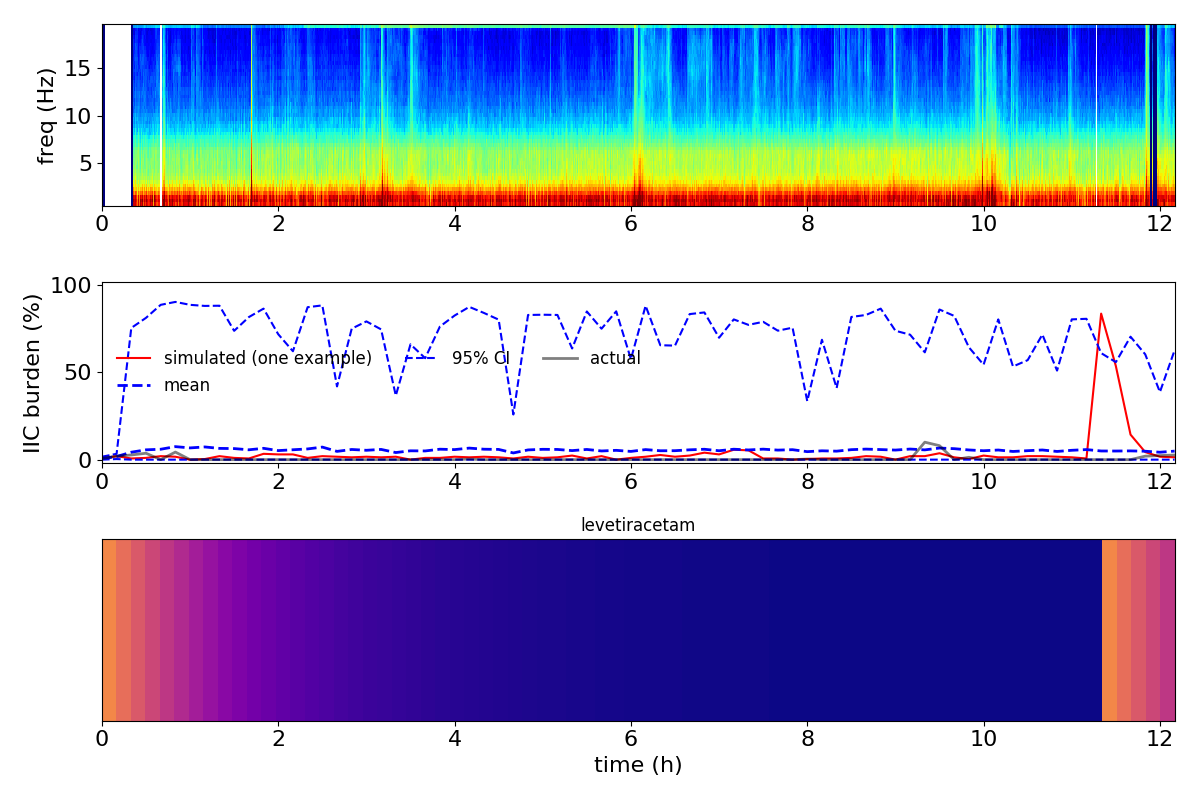 freq (Hz)
15
10
5
0 2 4 6 8 10 12
IIC burden (%)
100
50
0
simulated (one example) 95% CI actual
mean
0 2 4 6 8 10 12
levetiracetam
0 2 4 6 8 10 12
time (h)